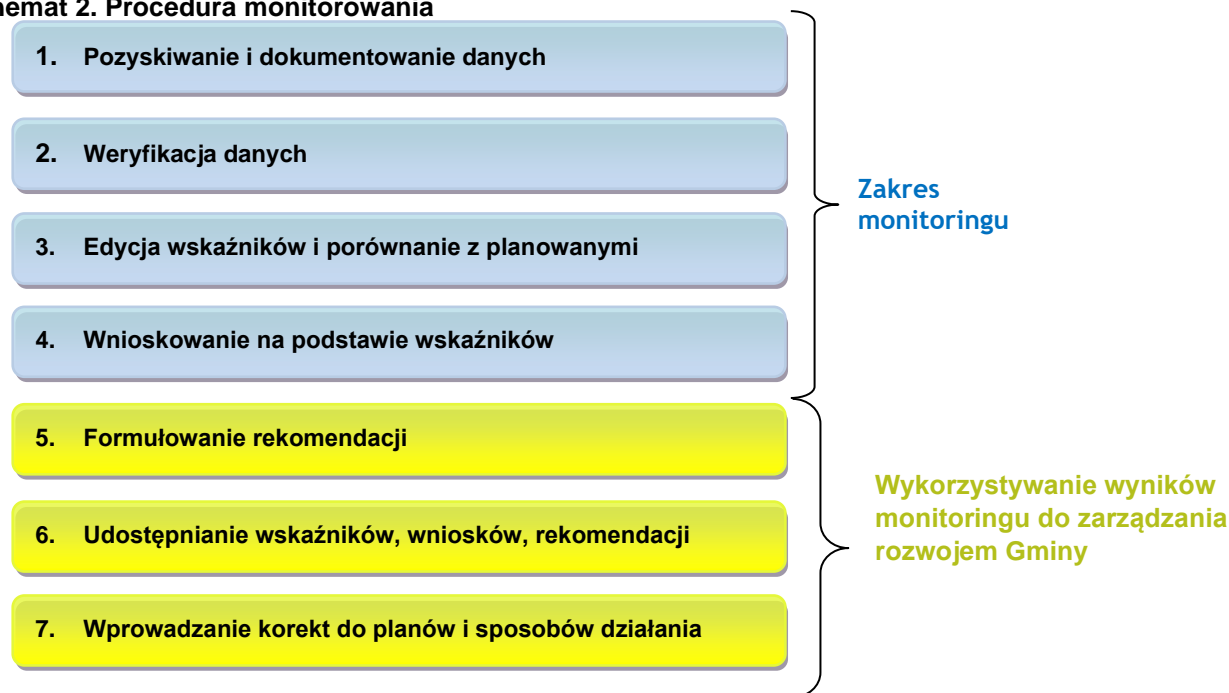 hemat 2. Procedura monitorowania
1. Pozyskiwanie i dokumentowanie danych
2. Weryfikacja danych
3. Edycja wskaźników i porównanie z planowanymi
4. Wnioskowanie na podstawie wskaźników
Zakres
monitoringu
5. Formułowanie rekomendacji
6. Udostępnianie wskaźników, wniosków, rekomendacji
7. Wprowadzanie korekt do planów i sposobów działania
Wykorzystywanie wyników
monitoringu do zarządzania
rozwojem Gminy